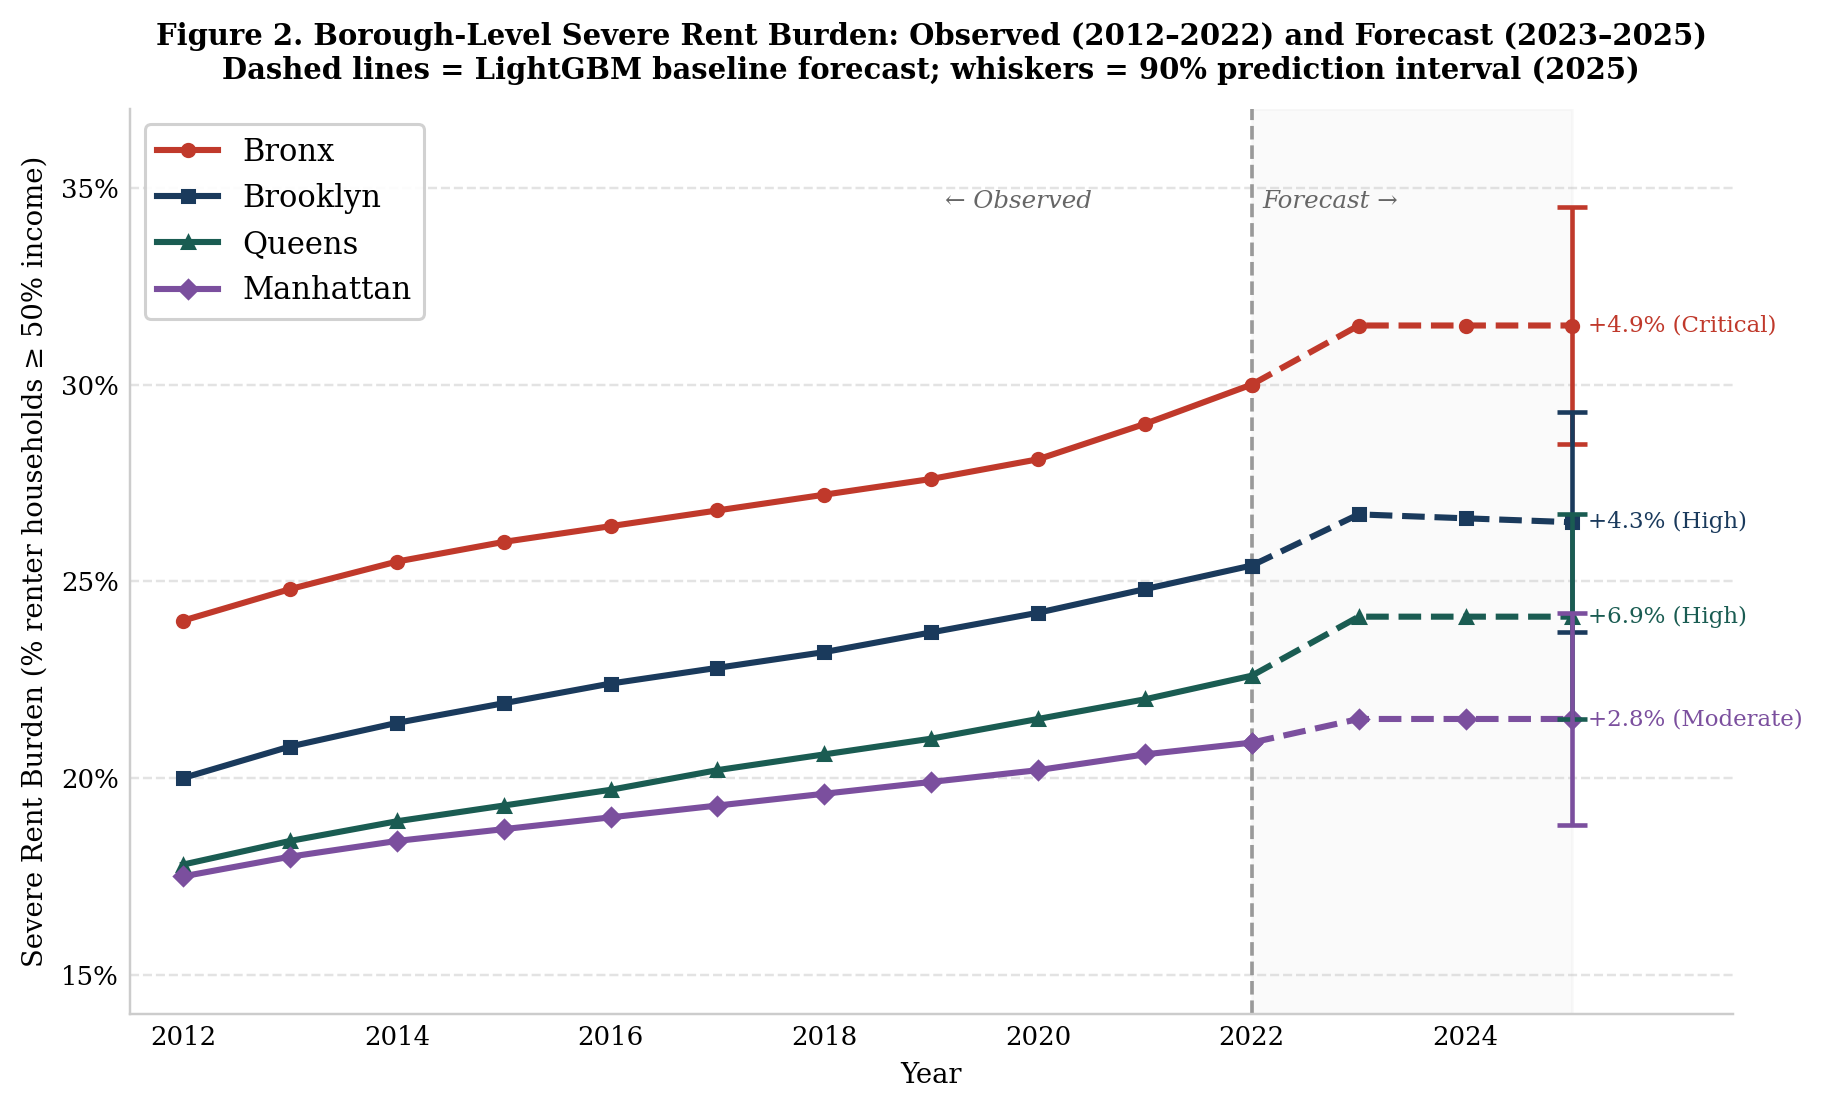 Figure 2. Borough-Level Severe Rent Burden: Observed (2012–2022) and Forecast (2023–2025)
Dashed lines = LightGBM baseline forecast; whiskers = 90% prediction interval (2025)
Severe Rent Burden (% renter households ≥ 50% income)
Bronx
Brooklyn
Queens
Manhattan
← Observed
Forecast →
35%
30%
25%
20%
15%
+4.9% (Critical)
+4.3% (High)
+6.9% (High)
+2.8% (Moderate)
2012 2014 2016 2018 2020 2022 2024
Year